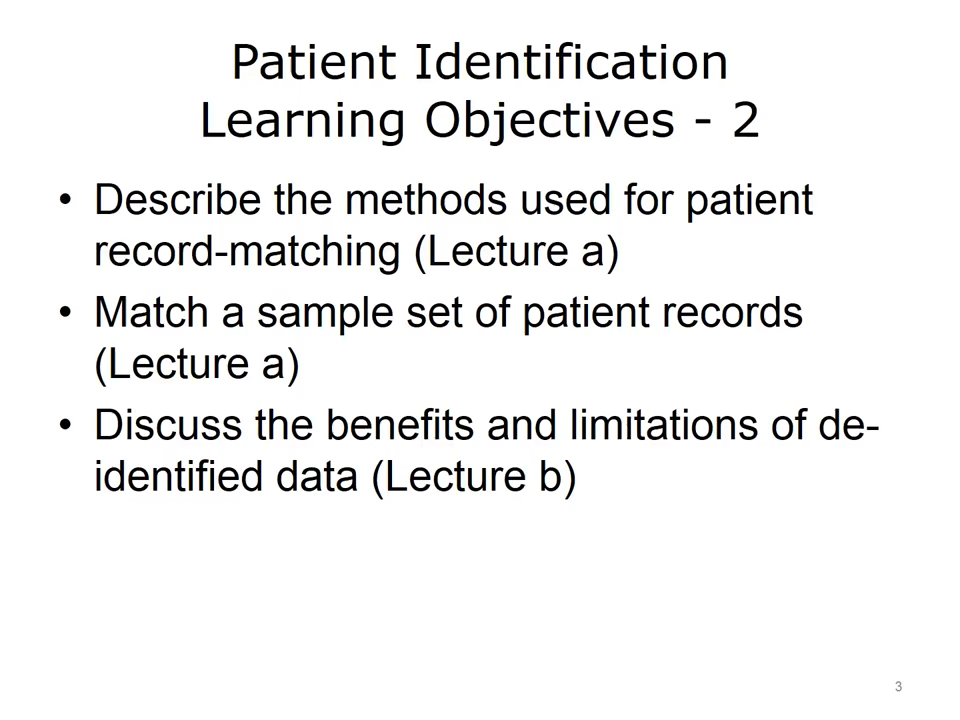 Patient Identification
Learning Objectives - 2
• Describe the methods used for patient
record-matching (Lecture a)
• Match a sample set of patient records
(Lecture a)
• Discuss the benefits and limitations of de-
identified data (Lecture b)
3